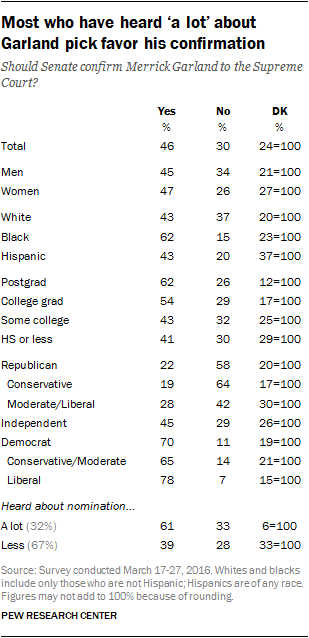 Most who have heard ‘a lot’ about
Garland pick favor his confirmation
Should Senate confirm Merrick Garland to the Supreme
Court?
Yes No DK
% % %
Total 46 30 24=100
Men 45 34 21=100
Women 47 26 27=100
White 43 37 20=100
Black 62 15 23=100
Hispanic 43 20 37=100
Postgrad 62 26 12=100
College grad 54 29 17=100
Some college 43 32 25=100
HS or less 41 30 29=100
Republican 22 58 20=100
Conservative 19 64 17=100
Moderate/Liberal 28 42 30=100
Independent 45 29 26=100
Democrat 70 11 19=100
Conservative/Moderate 65 14 21=100
Liberal 78 7 15=100
Heard about nomination...
A lot (32%) 61 33 6=100
Less (67%) 39 28 33=100
Source: Survey conducted March 17-27, 2016. Whites and blacks
include only those who are not Hispanic; Hispanics are of any race.
Figures may not add to 100% because of rounding.
PEW RESEARCH CENTER